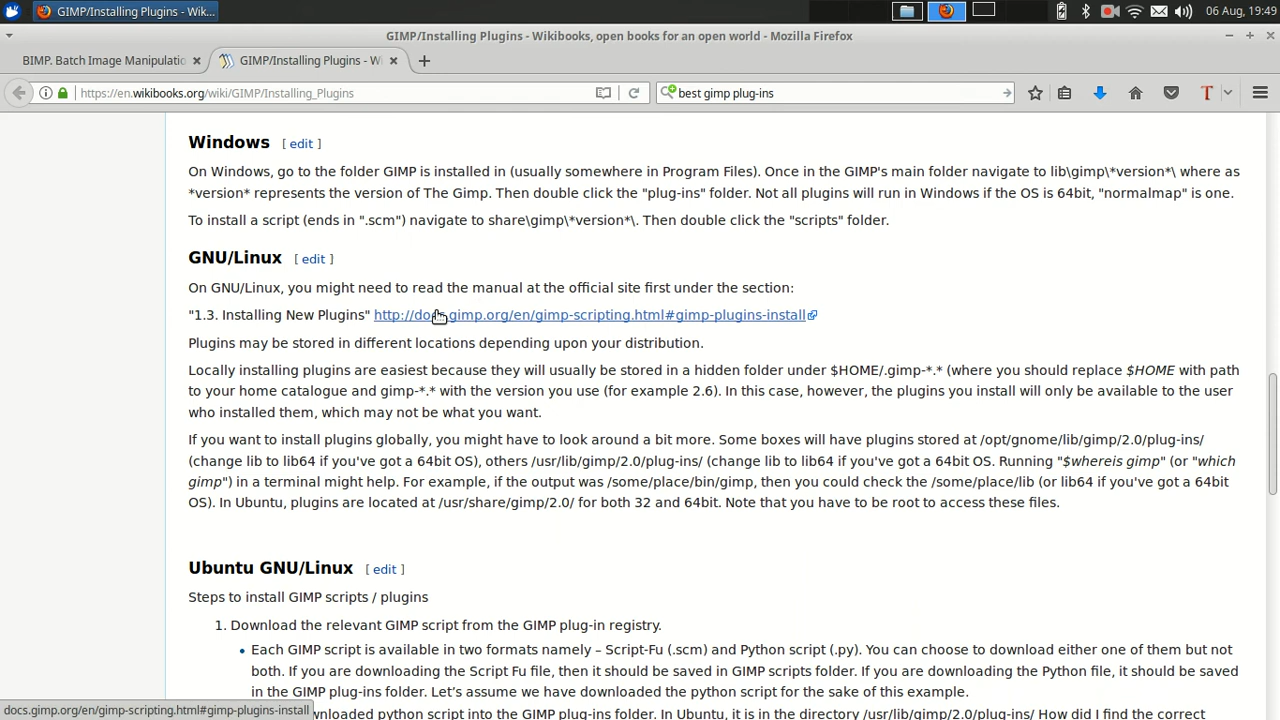 GIMP/Installing Plugins - Wik...
06 Aug, 19:49
GIMP/Installing Plugins - Wikibooks, open books for an open world - Mozilla Firefox
BIMP. Batch Image Manipulatio
GIMP/Installing Plugins - Wi
https://en.wikibooks.org/wiki/GIMP/Installing_Plugins
best gimp plug-ins
Windows [ edit ]
On Windows, go to the folder GIMP is installed in (usually somewhere in Program Files). Once in the GIMP's main folder navigate to lib\gimp\*version*\ where as
*version* represents the version of The Gimp. Then double click the "plug-ins" folder. Not all plugins will run in Windows if the OS is 64bit, "normalmap" is one.
To install a script (ends in ".scm") navigate to share\gimp\*version*\. Then double click the "scripts" folder.
GNU/Linux [ edit ]
On GNU/Linux, you might need to read the manual at the official site first under the section:
"1.3. Installing New Plugins" http://docs.gimp.org/en/gimp-scripting.html#gimp-plugins-install
Plugins may be stored in different locations depending upon your distribution.
Locally installing plugins are easiest because they will usually be stored in a hidden folder under $HOME/.gimp-*.* (where you should replace $HOME with path
to your home catalogue and gimp-*.* with the version you use (for example 2.6). In this case, however, the plugins you install will only be available to the user
who installed them, which may not be what you want.
If you want to install plugins globally, you might have to look around a bit more. Some boxes will have plugins stored at /opt/gnome/lib/gimp/2.0/plug-ins/
(change lib to lib64 if you've got a 64bit OS), others /usr/lib/gimp/2.0/plug-ins/ (change lib to lib64 if you've got a 64bit OS. Running "$whereis gimp" (or "which
gimp") in a terminal might help. For example, if the output was /some/place/bin/gimp, then you could check the /some/place/lib (or lib64 if you've got a 64bit
OS). In Ubuntu, plugins are located at /usr/share/gimp/2.0/ for both 32 and 64bit. Note that you have to be root to access these files.
Ubuntu GNU/Linux [ edit ]
Steps to install GIMP scripts / plugins
1. Download the relevant GIMP script from the GIMP plug-in registry.
• Each GIMP script is available in two formats namely – Script-Fu (.scm) and Python script (.py). You can choose to download either one of them but not
both. If you are downloading the Script Fu file, then it should be saved in GIMP scripts folder. If you are downloading the Python file, it should be saved
in the GIMP plug-ins folder. Let's assume we have downloaded the python script for the sake of this example.
wnloaded python script into the GIMP plug-ins folder. In Ubuntu, it is in the directory /usr/lib/gimp/2.0/plug-ins/ How did I find the correct
docs.gimp.org/en/gimp-scripting.html#gimp-plugins-install